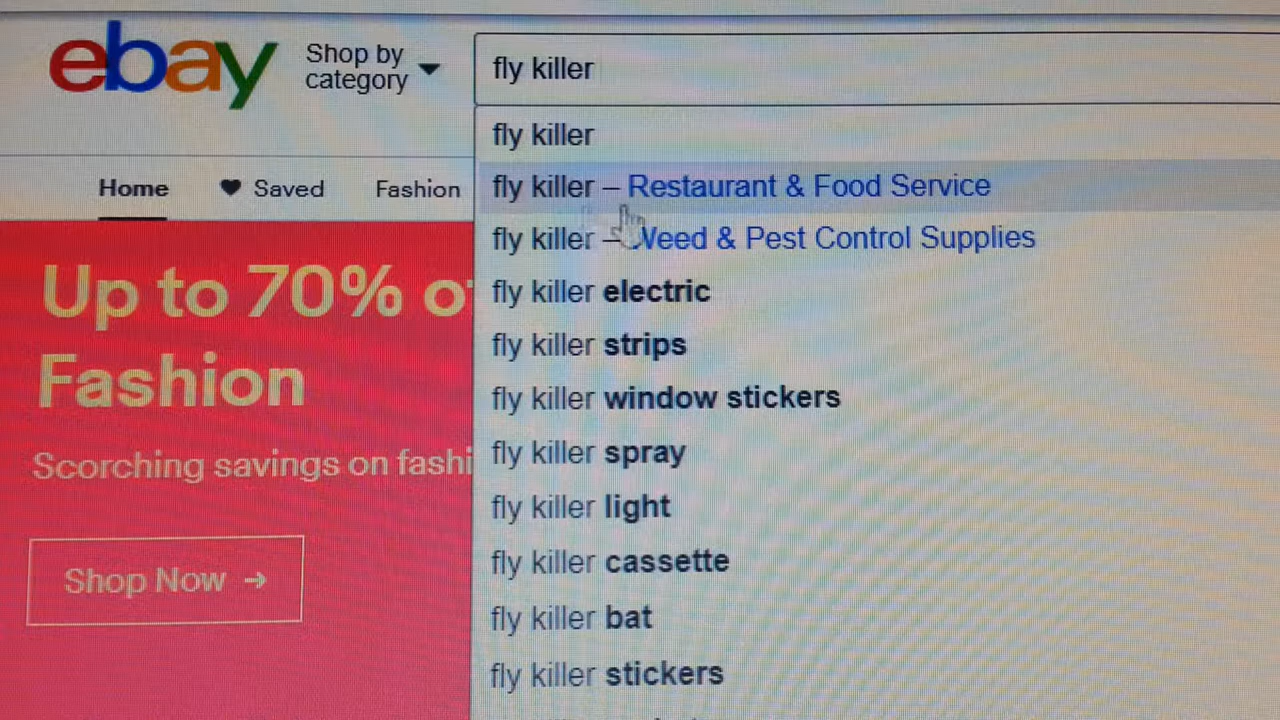 ebay
Shop by
category
fly killer
fly killer
fly killer – Restaurant & Food Service
fly killer – Weed & Pest Control Supplies
fly killer electric
fly killer strips
fly killer window stickers
fly killer spray
fly killer light
fly killer cassette
fly killer bat
fly killer stickers
Home
Saved
Fashion
Up to 70%
Fashion
Scorching savings on
Shop Now →